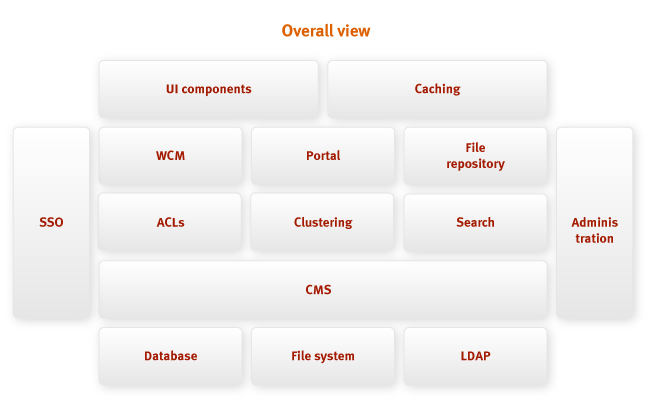 Overall view
UI components
Caching
WCM
Portal
File
repository
SSO
ACLs
Clustering
Search
Adminis
tration
CMS
Database
File system
LDAP